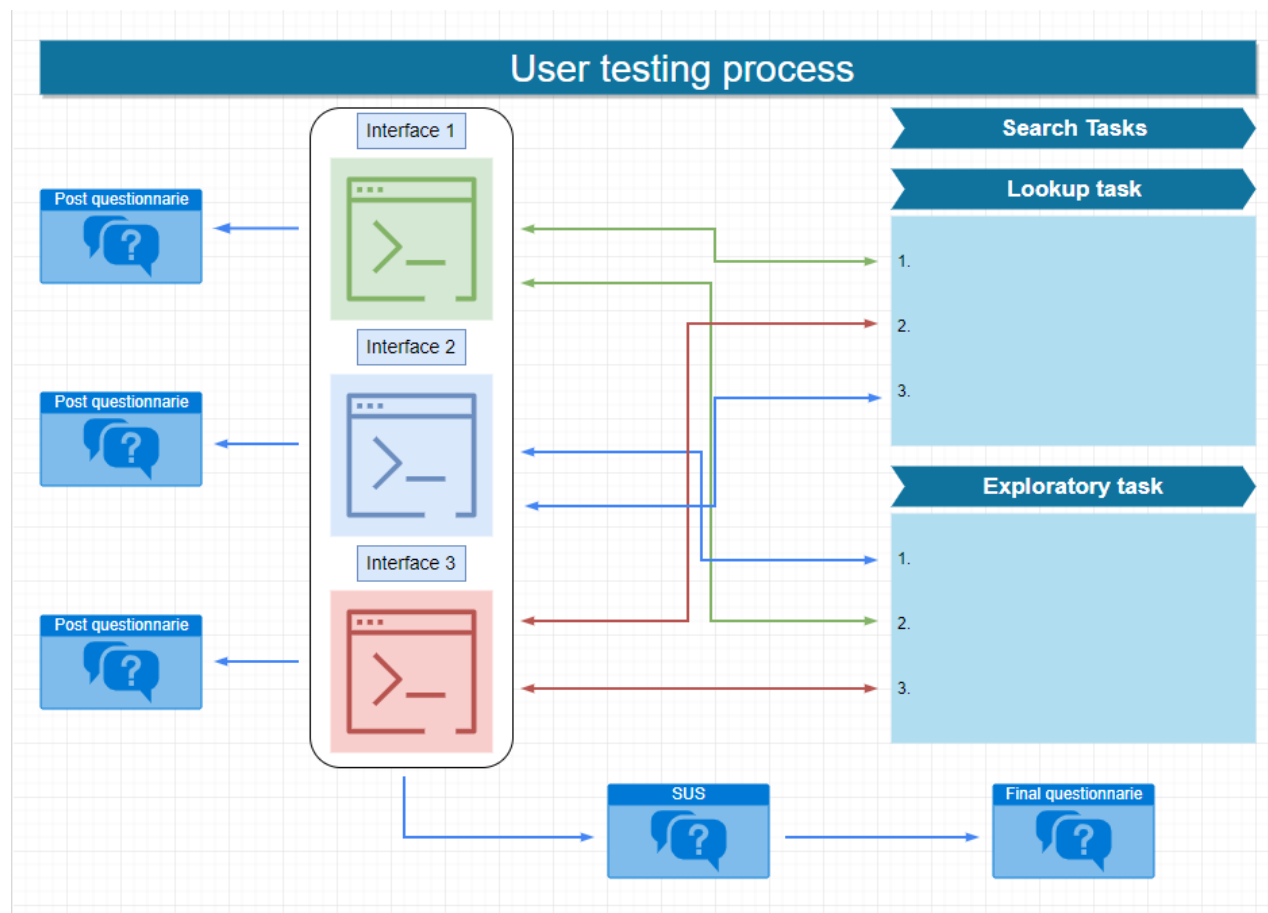 User testing process
Interface 1
Search Tasks
Lookup task
Post questionnarie
1.
2.
Interface 2
3.
Post questionnarie
Exploratory task
Interface 3
1.
Post questionnarie
2.
3.
SUS
Final questionnarie